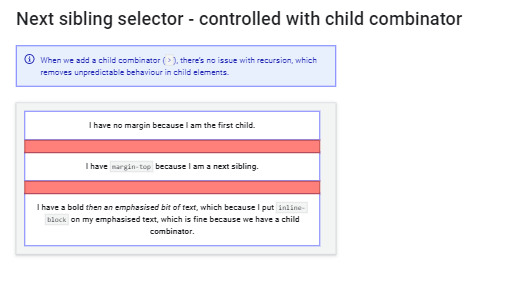 Next sibling selector - controlled with child combinator
When we add a child combinator ( > ), there's no issue with recursion, which
removes unpredictable behaviour in child elements.
I have no margin because I am the first child.
I have margin-top because I am a next sibling.
I have a bold then an emphasised bit of text, which because I put inline-
block on my emphasised text, which is fine because we have a child
combinator.